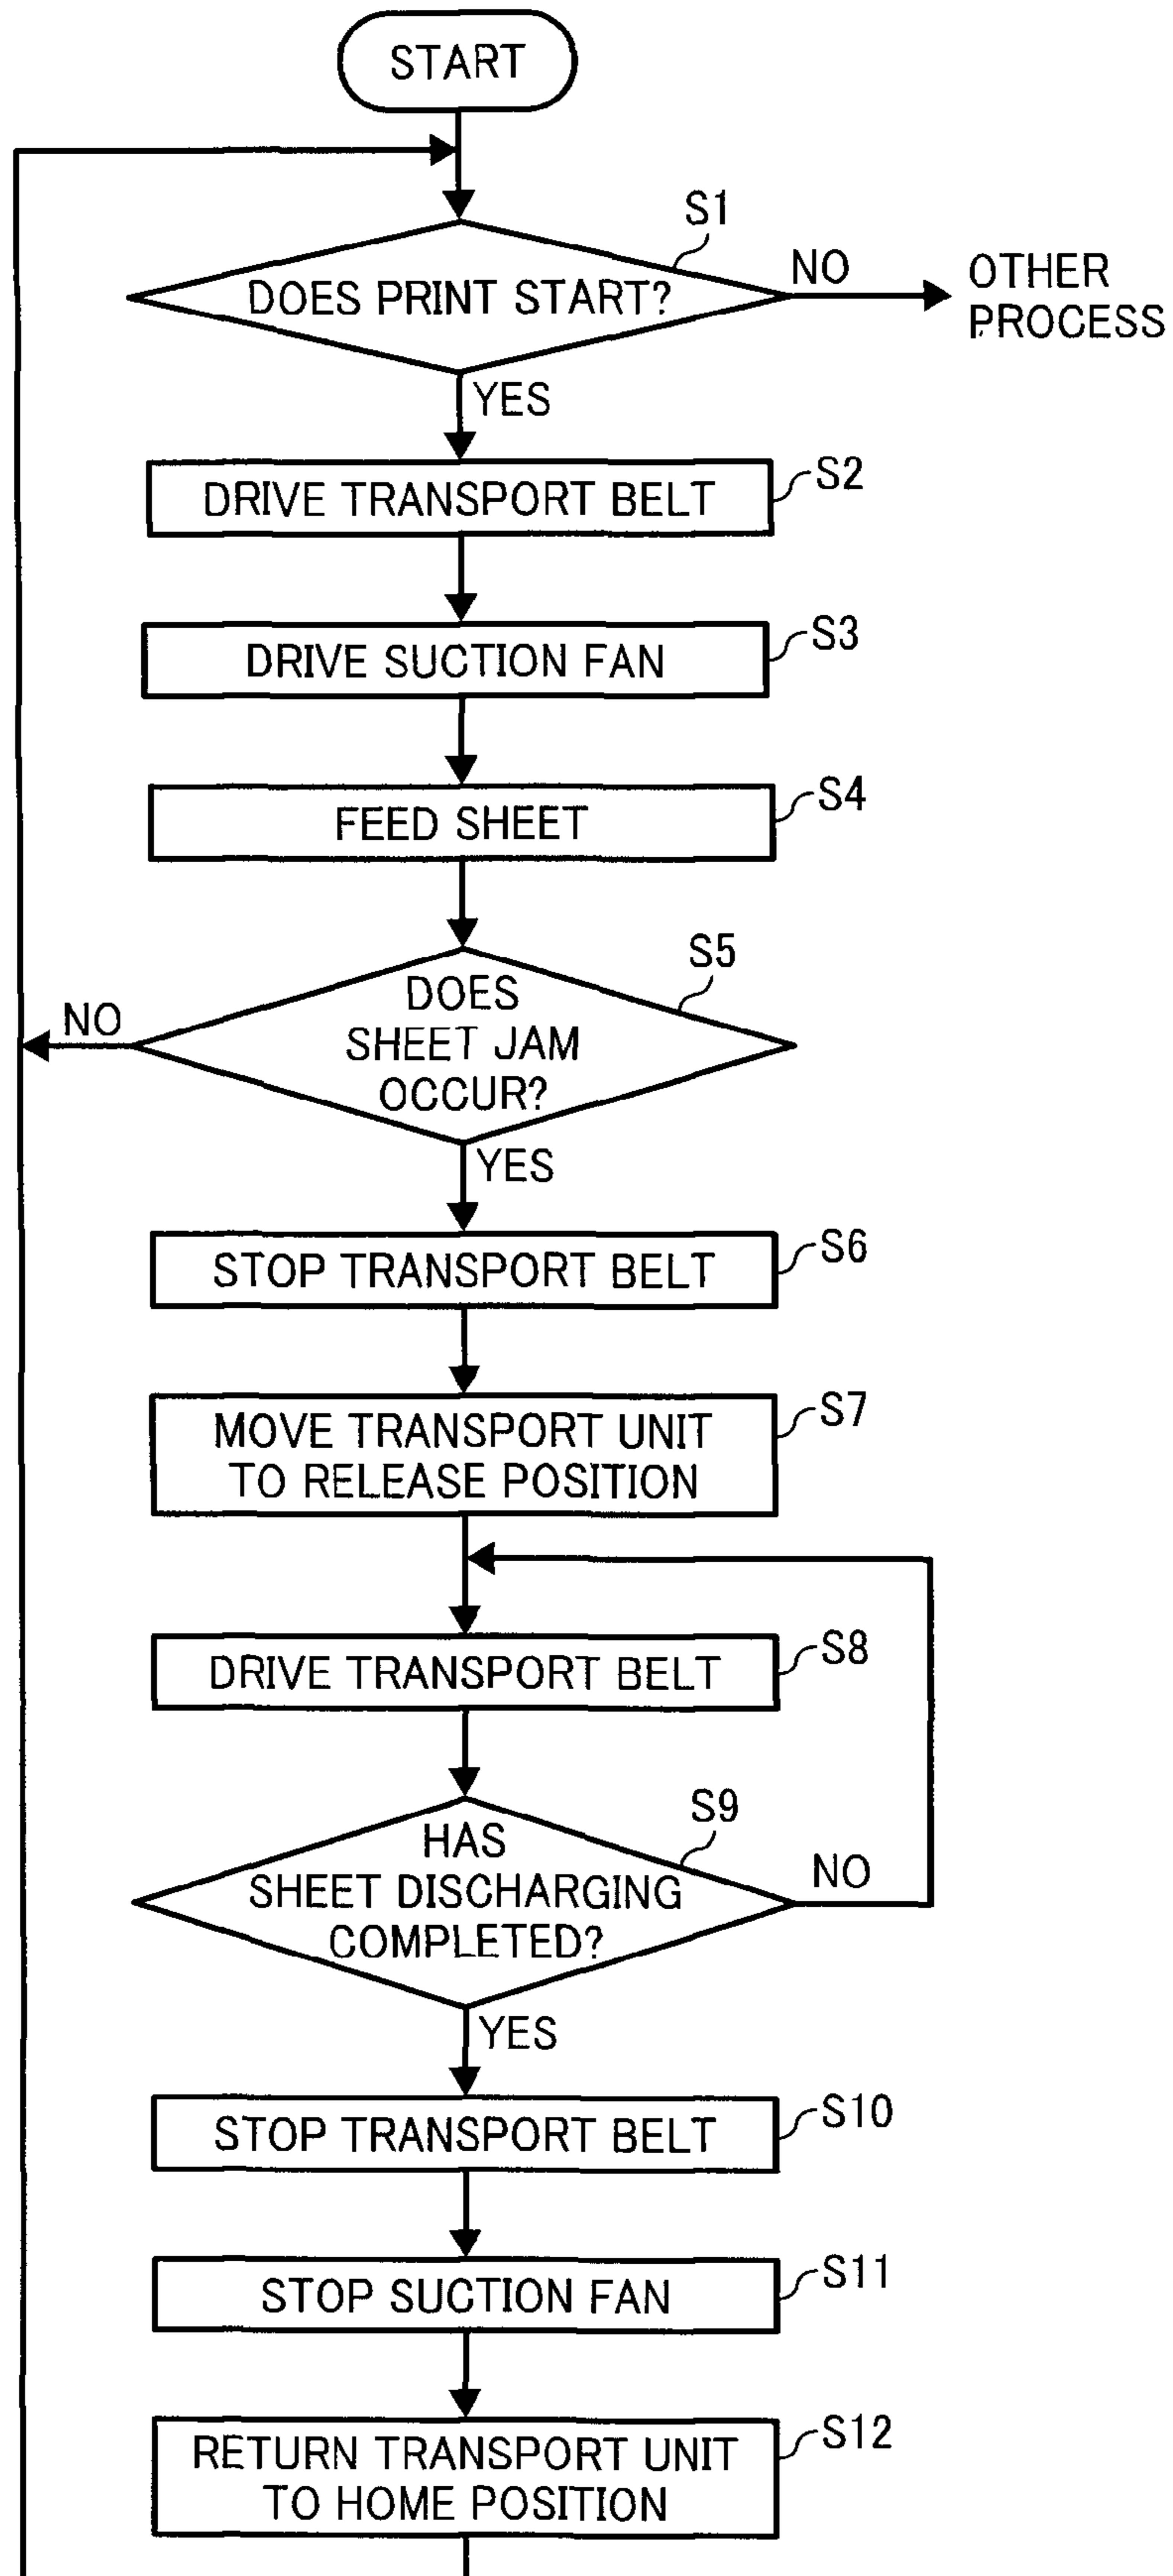 START
S1
DOES PRINT START?
NO
OTHER
PROCESS
YES
DRIVE TRANSPORT BELT
S2
DRIVE SUCTION FAN
S3
FEED SHEET
S4
S5
DOES
SHEET JAM
OCCUR?
NO
YES
STOP TRANSPORT BELT
S6
MOVE TRANSPORT UNIT
TO RELEASE POSITION
S7
DRIVE TRANSPORT BELT
S8
S9
HAS
SHEET DISCHARGING
COMPLETED?
NO
YES
STOP TRANSPORT BELT
S10
STOP SUCTION FAN
S11
RETURN TRANSPORT UNIT
TO HOME POSITION
S12